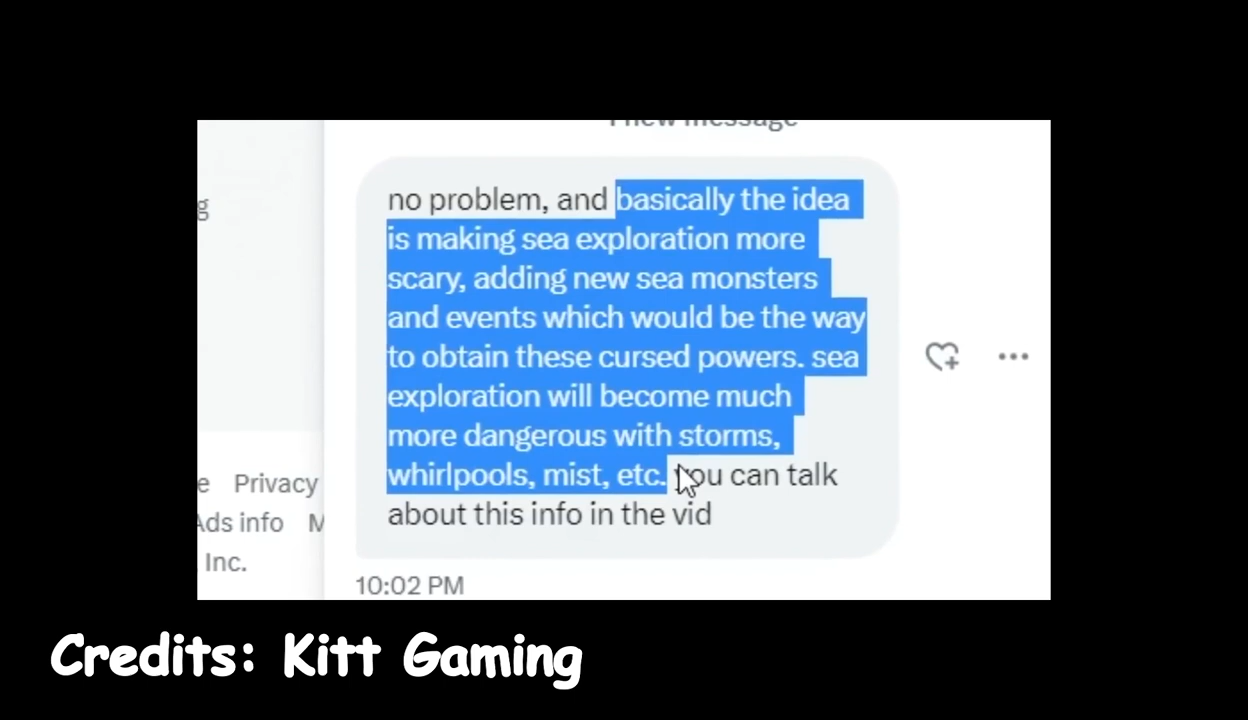 1 new message
no problem, and basically the idea
g
is making sea exploration more
scary, adding new sea monsters
and events which would be the way
to obtain these cursed powers. sea
exploration will become much
more dangerous with storms,
whirlpools, mist, etc. you can talk
e Privacy
about this info in the vid
Ads info M
Inc.
10:02 PM
Credits: Kitt Gaming